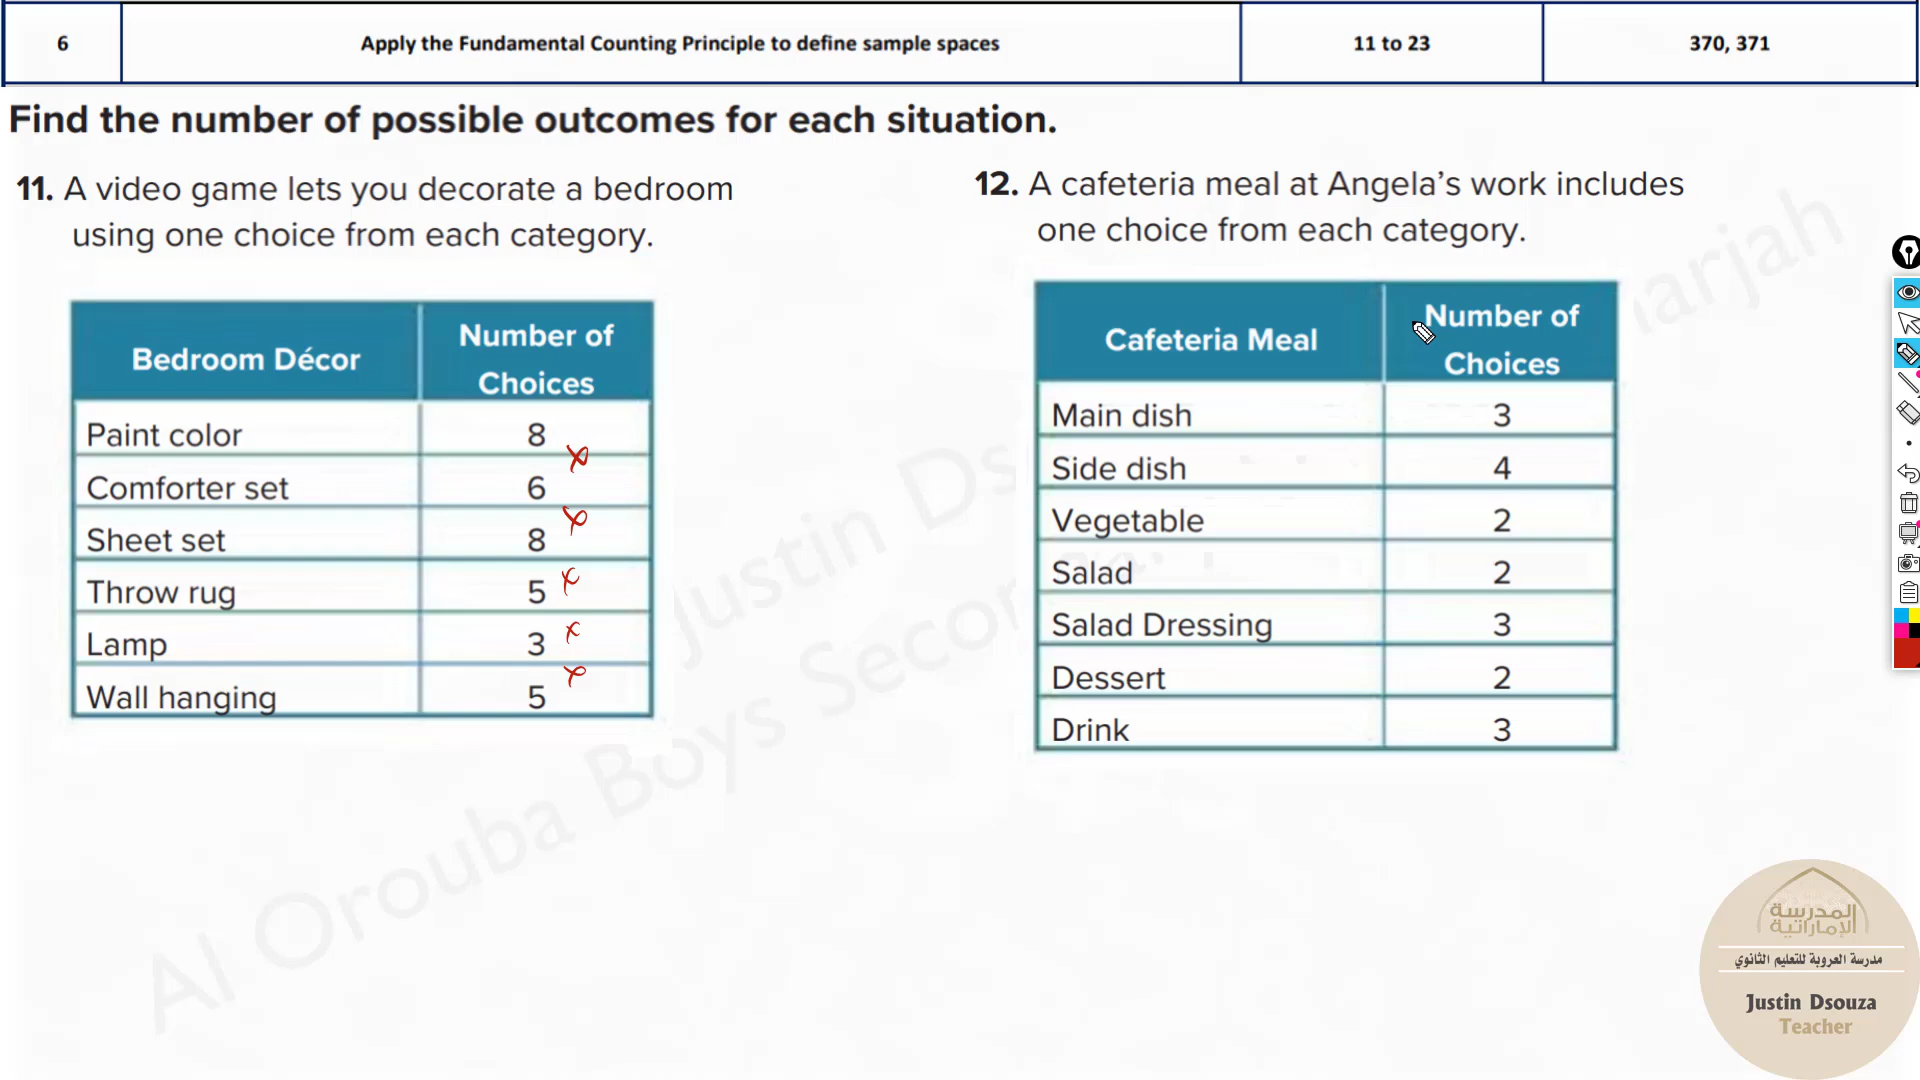 6 Apply the Fundamental Counting Principle to define sample spaces 11 to 23 370, 371
Find the number of possible outcomes for each situation.
11. A video game lets you decorate a bedroom
using one choice from each category.
Bedroom Décor Number of Choices
Paint color 8
×
Comforter set 6
×
Sheet set 8
×
Throw rug 5
×
Lamp 3
×
Wall hanging 5
12. A cafeteria meal at Angela’s work includes
one choice from each category.
Cafeteria Meal Number of Choices
Main dish 3
Side dish 4
Vegetable 2
Salad 2
Salad Dressing 3
Dessert 2
Drink 3
Justin Ds
Al Orouba Boys Secon
harjah
المدرسة
الإماراتية
مدرسة العروبة للتعليم الثانوي
Justin Dsouza
Teacher